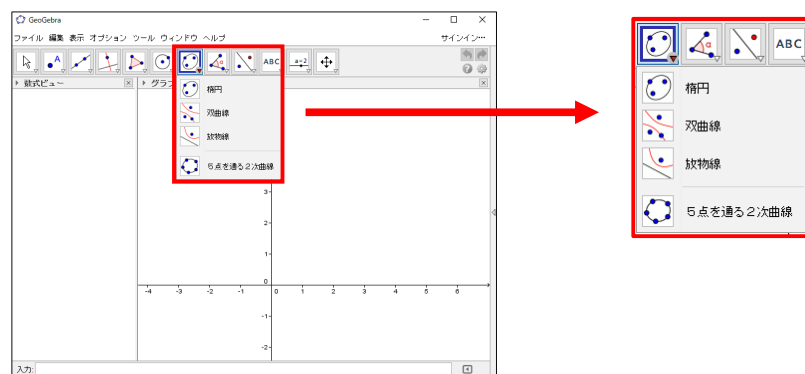 GeoGebra
ファイル 編集 表示 オプション ツール ウィンドウ ヘルプ サインイン…
A α ABC a=2
数式ビュー グラフ
楕円
双曲線
放物線
5点を通る2次曲線
3
2
1
0
-4 -3 -2 -1 0 1 2 3 4 5 6
-1
-2
入力:
α ABC
楕円
双曲線
放物線
5点を通る2次曲線